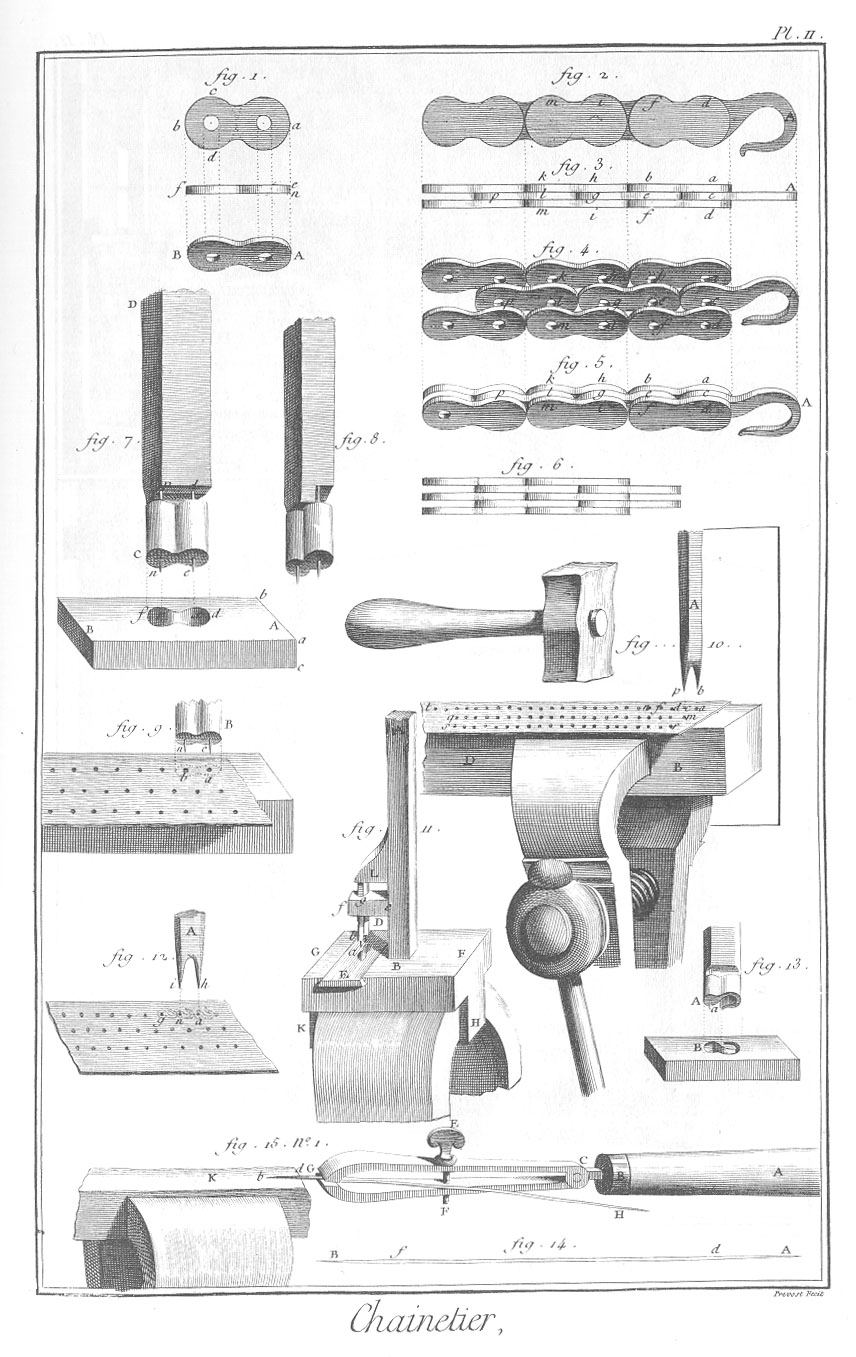 Pl. II.
fig. 1.
c
b a
d
f e
n
B A
fig. 2.
m i f d A
fig. 3.
k h b a
p l g e c A
m i f d
fig. 4.
fig. 5.
k h b a
p l g e c A
m i f d
fig. 6.
D
fig. 7.
fig. 8.
C
n e
f d
b
B A
a
c
fig. 10.
A
p b
D B
fig. 9.
B
n e
b a
fig. 11.
A
L
f g e
D
b
a
G E B F
K H
fig. 12.
A
i h
g n a
fig. 13.
A a
B
fig. 15. N.º 1.
E
K b d G C B A
F H
fig. 14.
B f d A
Prevost Fecit
Chainetier,